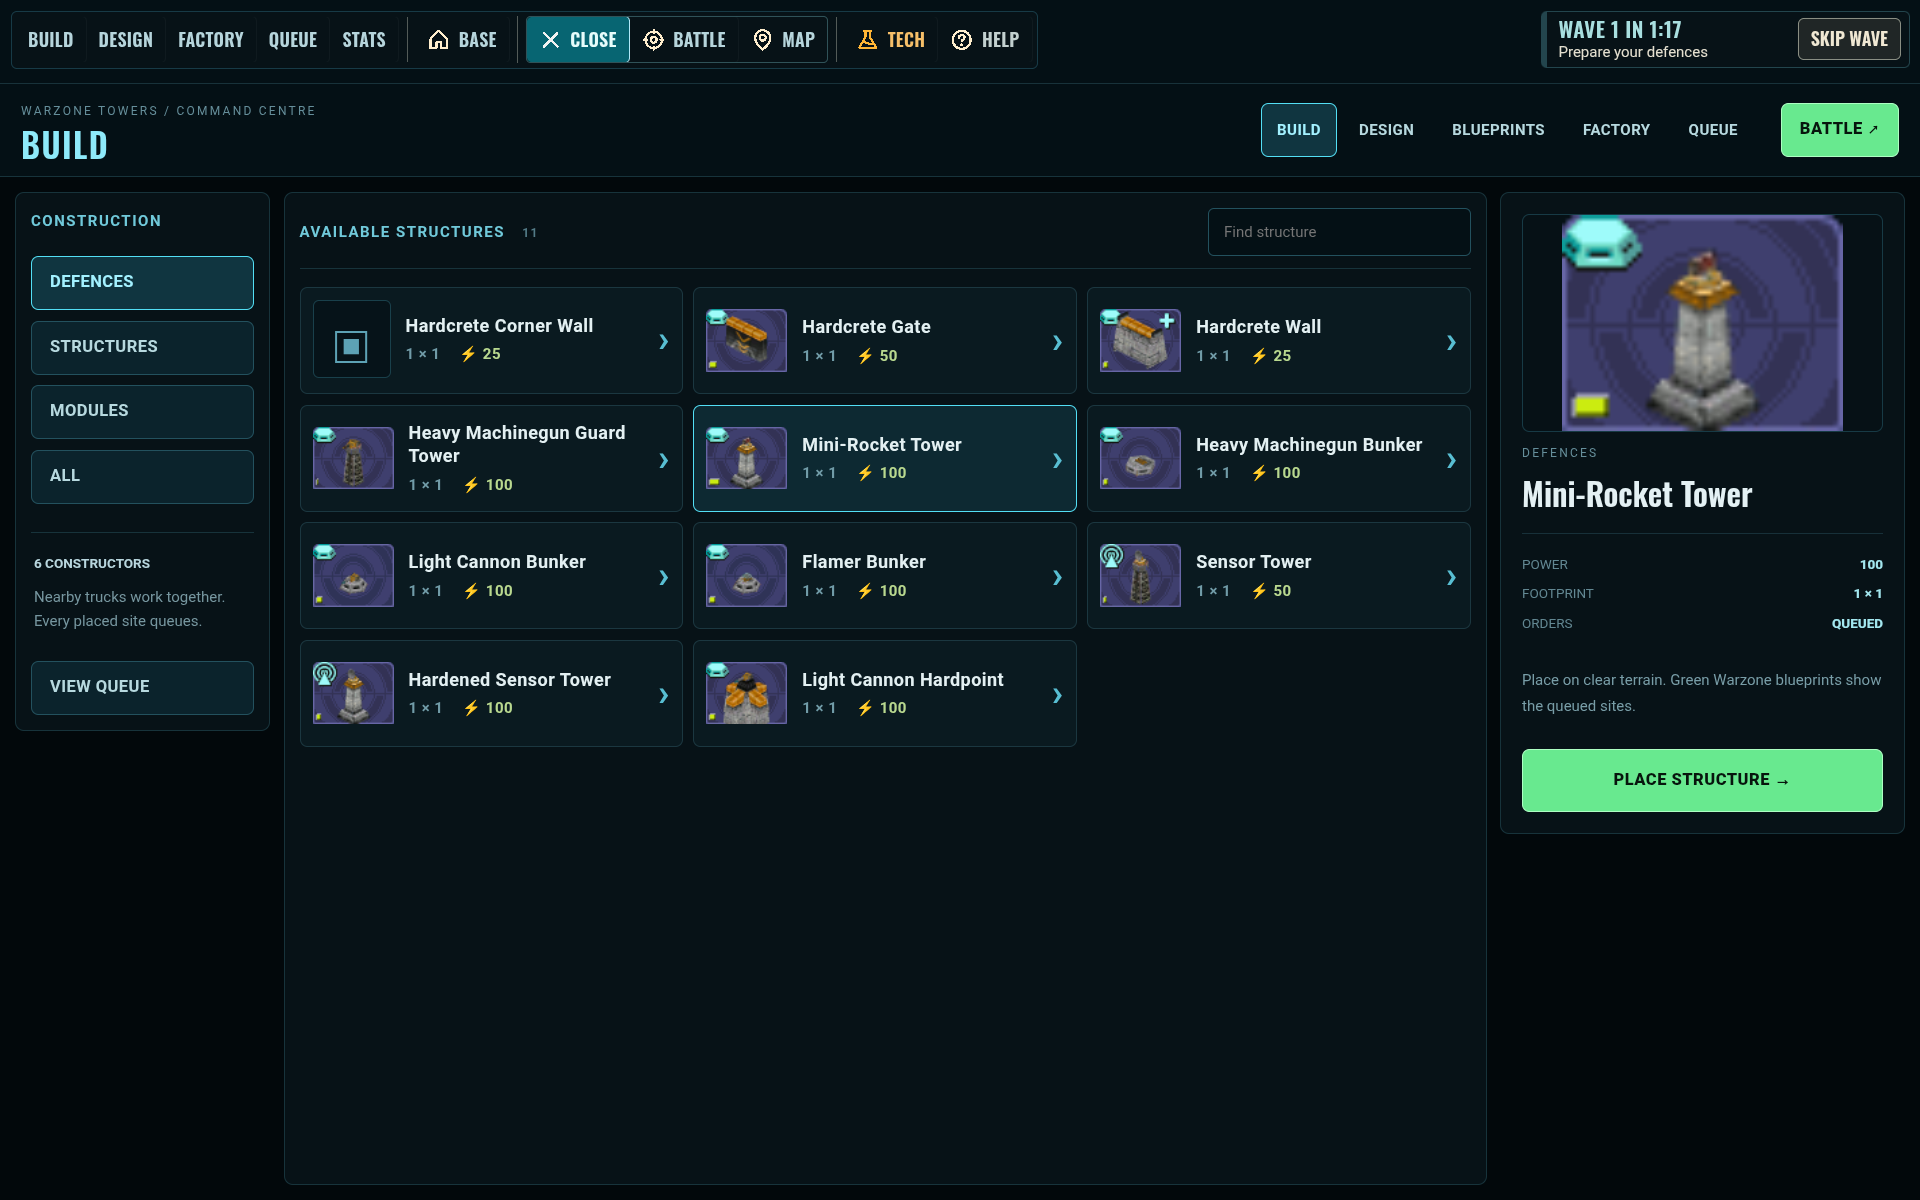 BUILD DESIGN FACTORY QUEUE STATS BASE CLOSE BATTLE MAP TECH HELP
WAVE 1 IN 1:17
Prepare your defences
SKIP WAVE
WARZONE TOWERS / COMMAND CENTRE
BUILD
BUILD DESIGN BLUEPRINTS FACTORY QUEUE BATTLE ↗
CONSTRUCTION
DEFENCES
STRUCTURES
MODULES
ALL
6 CONSTRUCTORS
Nearby trucks work together.
Every placed site queues.
VIEW QUEUE
AVAILABLE STRUCTURES 11
Find structure
Hardcrete Corner Wall
1 × 1 ⚡ 25
Hardcrete Gate
1 × 1 ⚡ 50
Hardcrete Wall
1 × 1 ⚡ 25
Heavy Machinegun Guard
Tower
1 × 1 ⚡ 100
Mini-Rocket Tower
1 × 1 ⚡ 100
Heavy Machinegun Bunker
1 × 1 ⚡ 100
Light Cannon Bunker
1 × 1 ⚡ 100
Flamer Bunker
1 × 1 ⚡ 100
Sensor Tower
1 × 1 ⚡ 50
Hardened Sensor Tower
1 × 1 ⚡ 100
Light Cannon Hardpoint
1 × 1 ⚡ 100
DEFENCES
Mini-Rocket Tower
POWER 100
FOOTPRINT 1 × 1
ORDERS QUEUED
Place on clear terrain. Green Warzone blueprints show
the queued sites.
PLACE STRUCTURE →